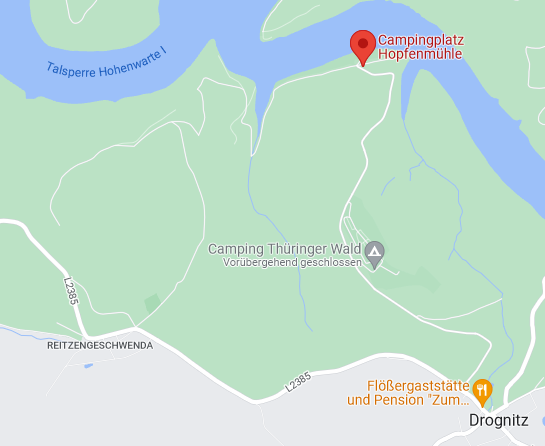 Campingplatz
Hopfenmühle
Talsperre Hohenwarte I
Camping Thüringer Wald
Vorübergehend geschlossen
L2385
REITZENGESCHWENDA
L2385
Flößergaststätte
und Pension "Zum...
Drognitz